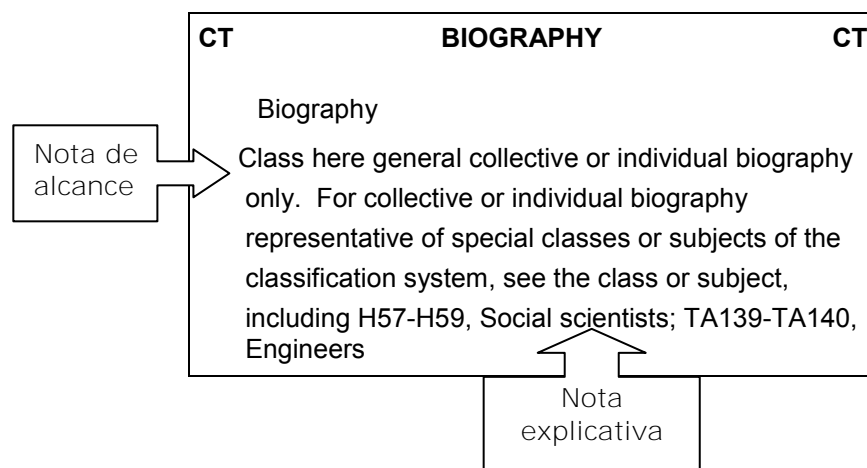 CT BIOGRAPHY CT
Biography
Nota de
alcance
Class here general collective or individual biography
only. For collective or individual biography
representative of special classes or subjects of the
classification system, see the class or subject,
including H57-H59, Social scientists; TA139-TA140,
Engineers
Nota
explicativa